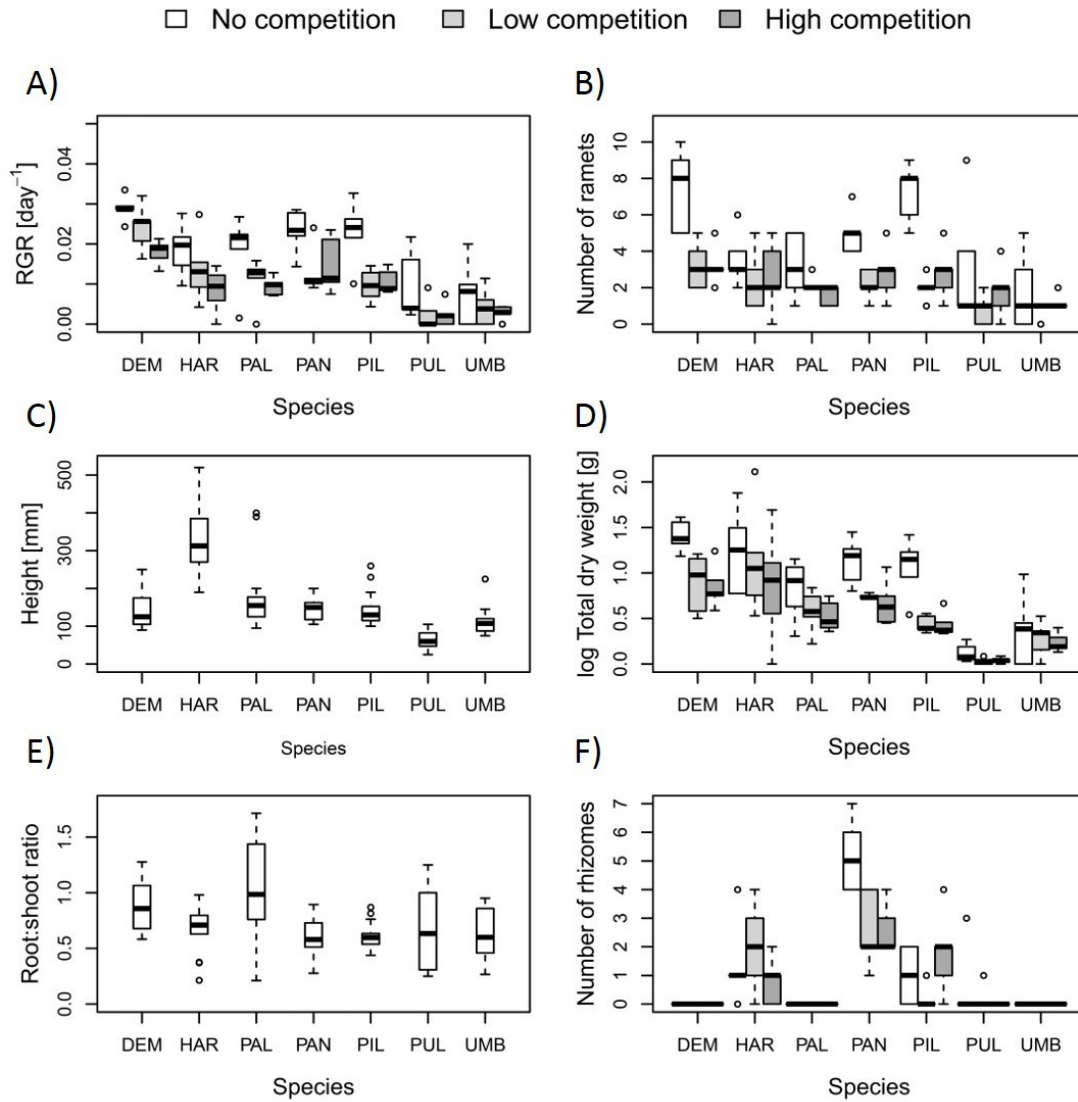 No competition Low competition High competition
A)
B)
RGR [day⁻¹]
0.00 0.02 0.04
DEM HAR PAL PAN PIL PUL UMB
Species
Number of ramets
0 2 4 6 8 10
DEM HAR PAL PAN PIL PUL UMB
Species
C)
D)
Height [mm]
0 100 300 500
DEM HAR PAL PAN PIL PUL UMB
Species
log Total dry weight [g]
0.0 0.5 1.0 1.5 2.0
DEM HAR PAL PAN PIL PUL UMB
Species
E)
F)
Root:shoot ratio
0.0 0.5 1.0 1.5
DEM HAR PAL PAN PIL PUL UMB
Species
Number of rhizomes
0 1 2 3 4 5 6 7
DEM HAR PAL PAN PIL PUL UMB
Species